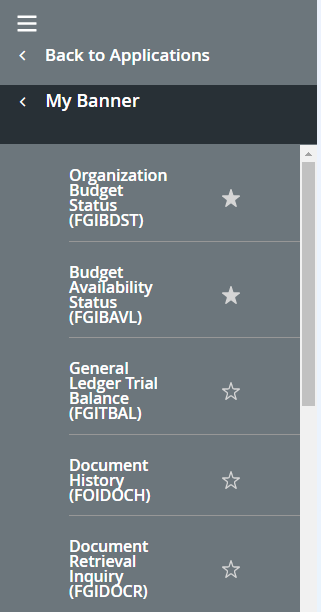 Back to Applications
My Banner
Organization
Budget
Status
(FGIBDST)
Budget
Availability
Status
(FGIBAVL)
General
Ledger Trial
Balance
(FGITBAL)
Document
History
(FOIDOCH)
Document
Retrieval
Inquiry
(FGIDOCR)